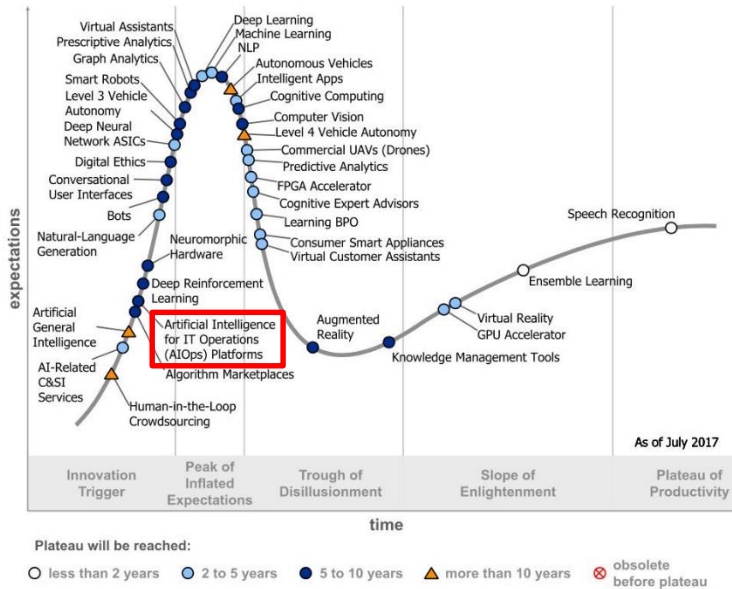 Virtual Assistants
Prescriptive Analytics
Graph Analytics
Smart Robots
Level 3 Vehicle
Autonomy
Deep Neural
Network ASICs
Digital Ethics
Conversational
User Interfaces
Bots
Natural-Language
Generation
Neuromorphic
Hardware
Deep Reinforcement
Learning
Artificial Intelligence
for IT Operations
(AIOps) Platforms
Algorithm Marketplaces
Artificial
General
Intelligence
AI-Related
C&SI
Services
Human-in-the-Loop
Crowdsourcing
Deep Learning
Machine Learning
NLP
Autonomous Vehicles
Intelligent Apps
Cognitive Computing
Computer Vision
Level 4 Vehicle Autonomy
Commercial UAVs (Drones)
Predictive Analytics
FPGA Accelerator
Cognitive Expert Advisors
Learning BPO
Consumer Smart Appliances
Virtual Customer Assistants
Augmented
Reality
Knowledge Management Tools
Virtual Reality
GPU Accelerator
Ensemble Learning
Speech Recognition
expectations
As of July 2017
Innovation
Trigger
Peak of
Inflated
Expectations
Trough of
Disillusionment
Slope of
Enlightenment
Plateau of
Productivity
time
Plateau will be reached:
less than 2 years
2 to 5 years
5 to 10 years
more than 10 years
obsolete
before plateau